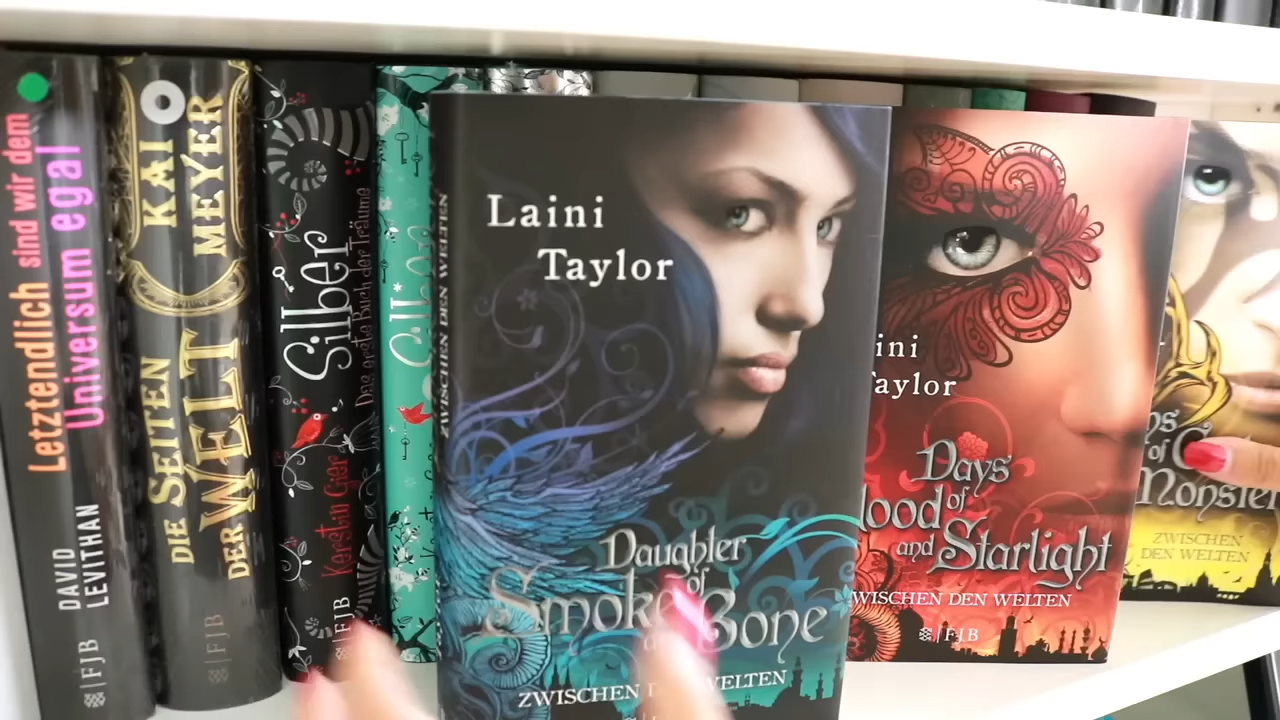 Letztendlich sind wir dem
Universum egal
DAVID
LEVITHAN
FJB
KAI
MEYER
DIE SEITEN
DER WELT
FJB
Silber
Das erste Buch der Träume
Kerstin Gier
FJB
Silber
ZWISCHEN DEN WELTEN
Laini
Taylor
Daughter
of
Smoke
Bone
ZWISCHEN
WELTEN
ini
Taylor
Days
lood of
and Starlight
WISCHEN DEN WELTEN
FJB
of
Monster
ZWISCHEN
DEN WELTEN